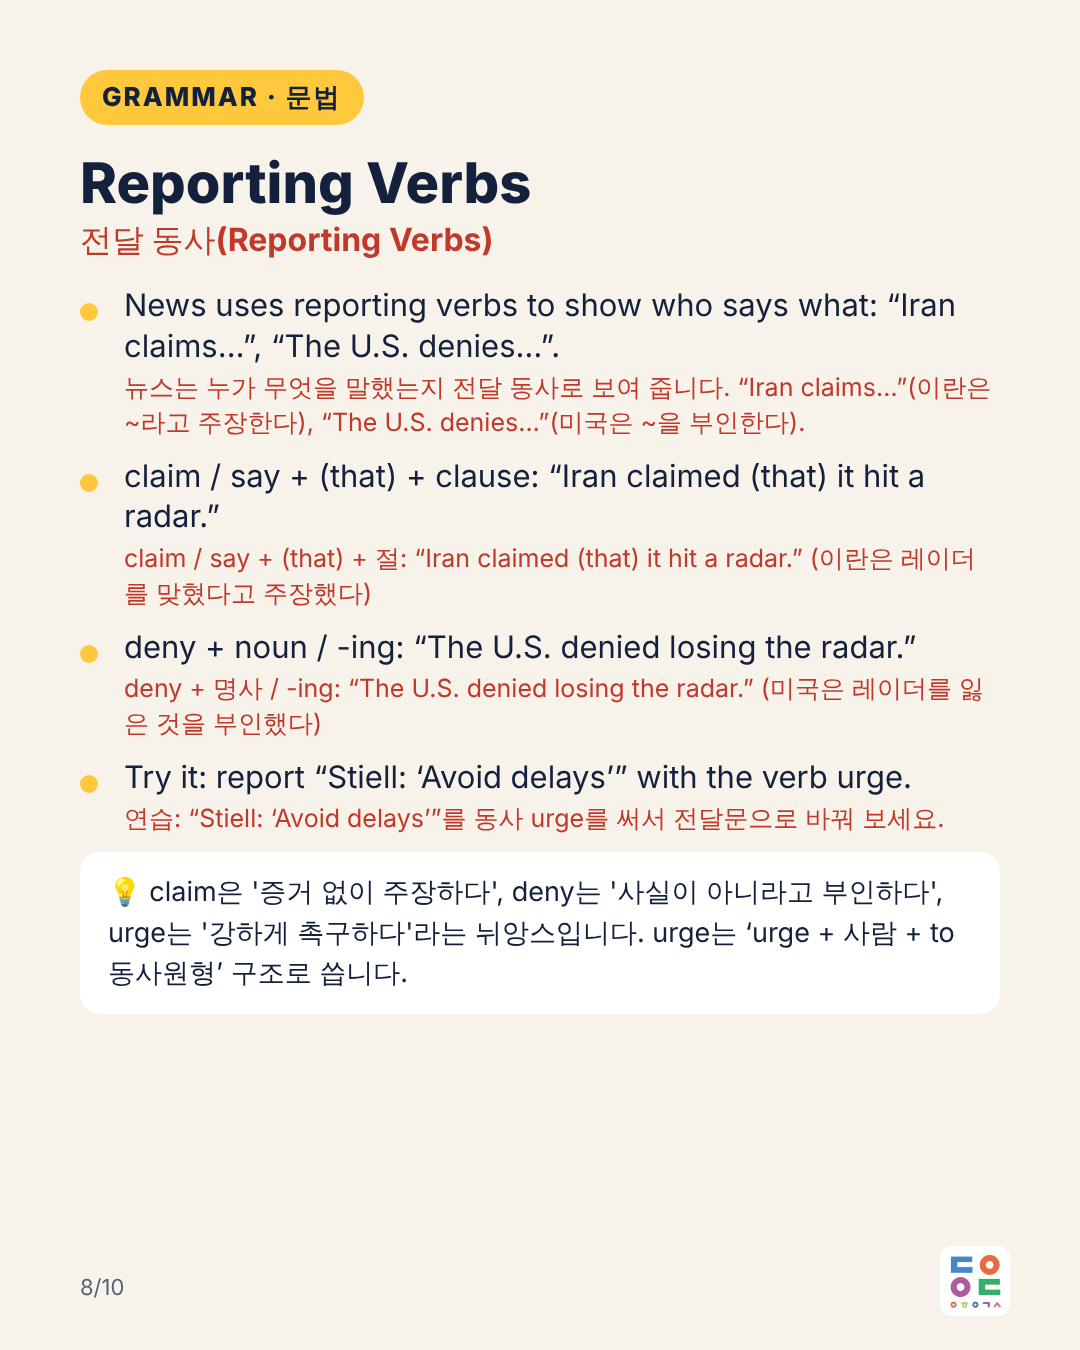 GRAMMAR · 문법
Reporting Verbs
전달 동사(Reporting Verbs)
News uses reporting verbs to show who says what: “Iran
claims…”, “The U.S. denies…”.
뉴스는 누가 무엇을 말했는지 전달 동사로 보여 줍니다. “Iran claims…”(이란은
~라고 주장한다), “The U.S. denies…”(미국은 ~을 부인한다).
claim / say + (that) + clause: “Iran claimed (that) it hit a
radar.”
claim / say + (that) + 절: “Iran claimed (that) it hit a radar.” (이란은 레이더
를 맞혔다고 주장했다)
deny + noun / -ing: “The U.S. denied losing the radar.”
deny + 명사 / -ing: “The U.S. denied losing the radar.” (미국은 레이더를 잃
은 것을 부인했다)
Try it: report “Stiell: ‘Avoid delays’” with the verb urge.
연습: “Stiell: ‘Avoid delays’”를 동사 urge를 써서 전달문으로 바꿔 보세요.
💡 claim은 '증거 없이 주장하다', deny는 '사실이 아니라고 부인하다',
urge는 '강하게 촉구하다'라는 뉘앙스입니다. urge는 ‘urge + 사람 + to
동사원형’ 구조로 씁니다.
8/10